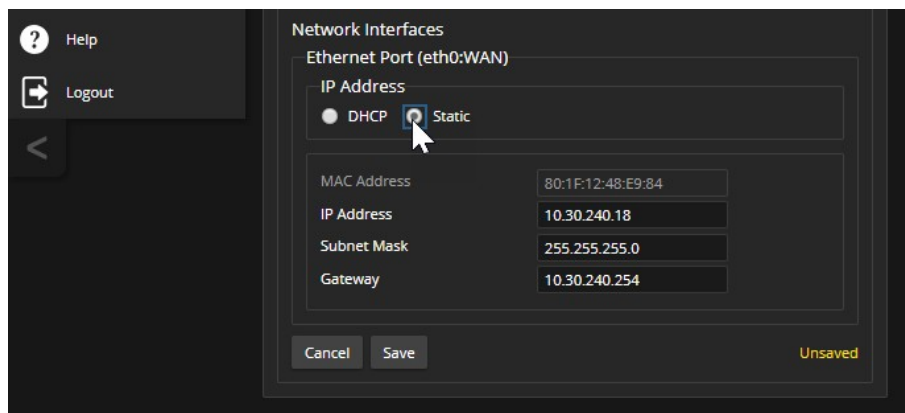 Help
Logout
<
Network Interfaces
Ethernet Port (eth0:WAN)
IP Address
DHCP Static
MAC Address 80:1F:12:48:E9:84
IP Address 10.30.240.18
Subnet Mask 255.255.255.0
Gateway 10.30.240.254
Cancel Save Unsaved